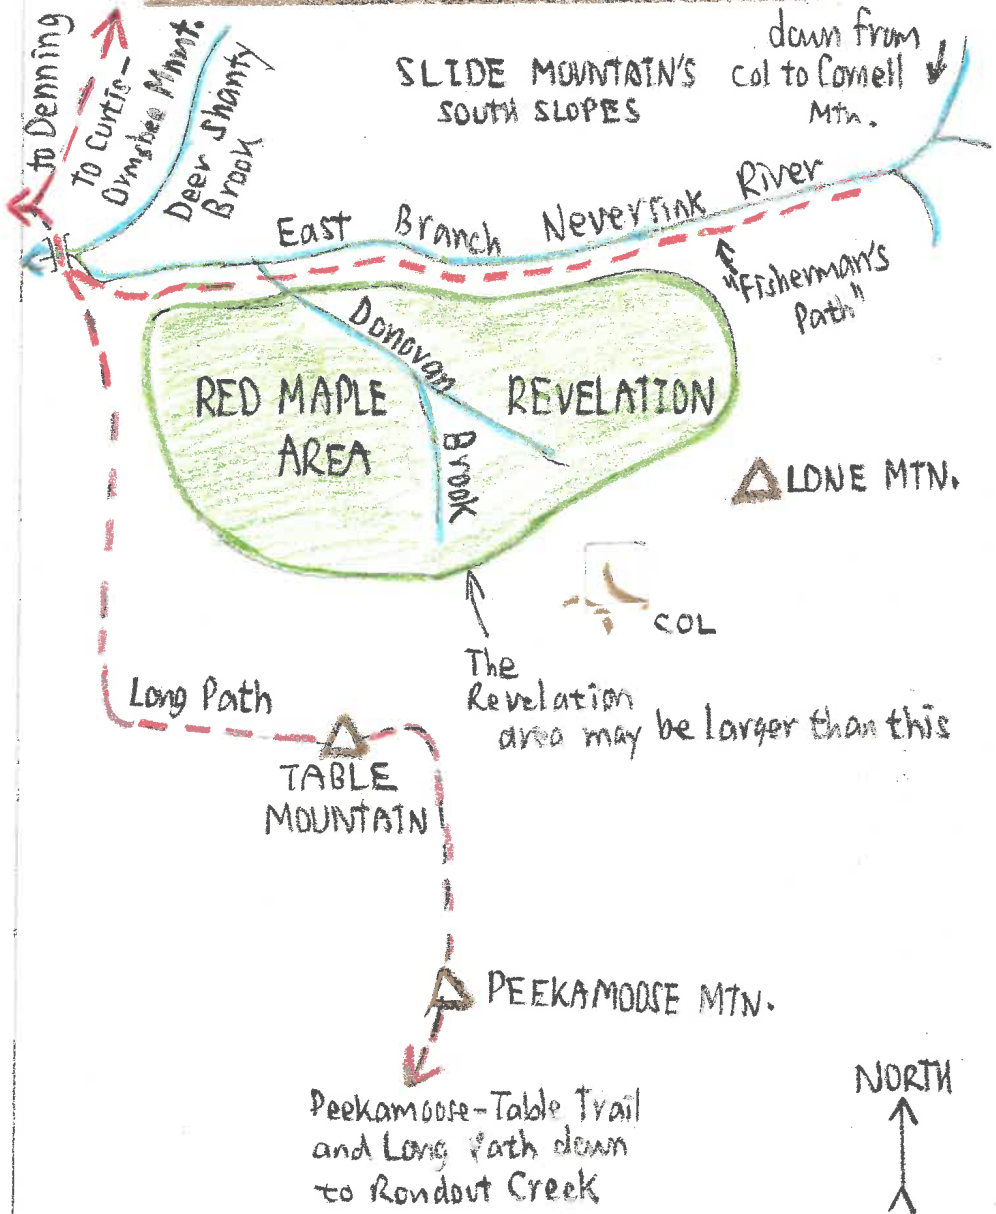 to Denning
to Curtis-
Ormsbee Mnmt.
Deer Shanty
Brook
SLIDE MOUNTAIN'S
SOUTH SLOPES
down from
col to Cornell
Mtn.
East Branch Neversink River
"Fisherman's
Path"
Donovan
Brook
RED MAPLE
AREA
REVELATION
LONE MTN.
COL
The
Revelation
area may be larger than this
Long Path
TABLE
MOUNTAIN
PEEKAMOOSE MTN.
Peekamoose-Table Trail
and Long Path down
to Rondout Creek
NORTH